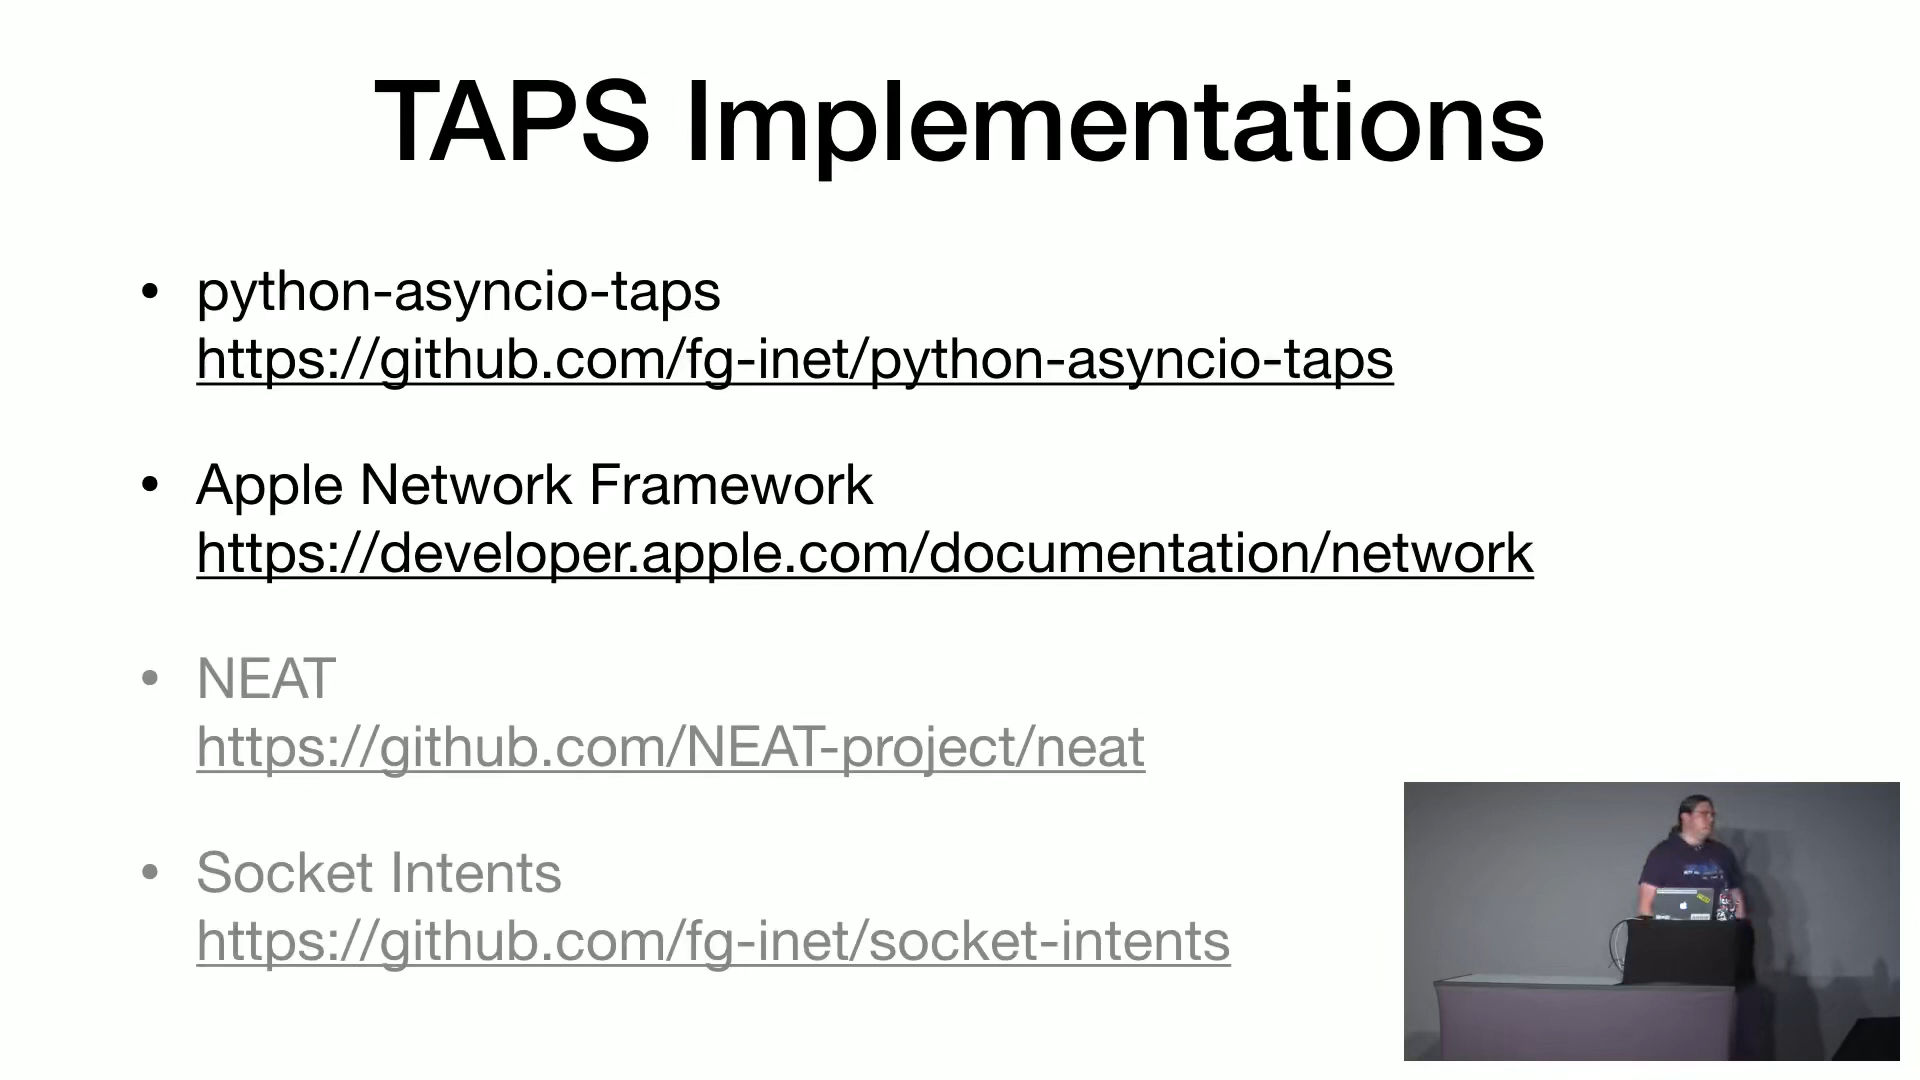 TAPS Implementations
• python-asyncio-taps
https://github.com/fg-inet/python-asyncio-taps
• Apple Network Framework
https://developer.apple.com/documentation/network
• NEAT
https://github.com/NEAT-project/neat
• Socket Intents
https://github.com/fg-inet/socket-intents